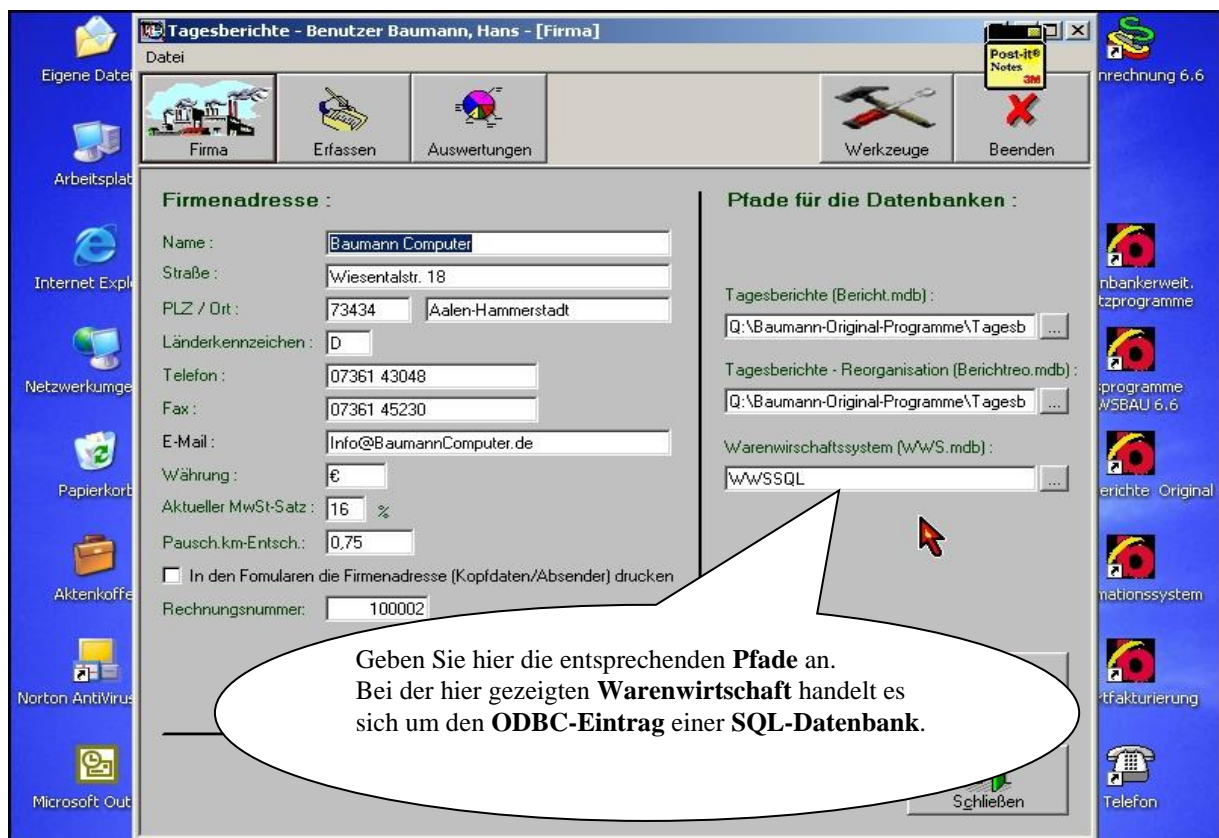 Tagesberichte - Benutzer Baumann, Hans - [Firma]
Datei
Post-it®
Notes
3M
Firma
Erfassen
Auswertungen
Werkzeuge
Beenden
Eigene Datei
Arbeitsplat
Internet Expl
Netzwerkumge
Papierkorb
Aktenkoffe
Norton AntiVirus
Microsoft Out
Firmenadresse :
Name :
Baumann Computer
Straße :
Wiesentalstr. 18
PLZ / Ort :
73434
Aalen-Hammerstadt
Länderkennzeichen :
D
Telefon :
07361 43048
Fax :
07361 45230
E-Mail :
Info@BaumannComputer.de
Währung :
€
Aktueller MwSt-Satz :
16 %
Pausch.km-Entsch.:
0,75
In den Fomularen die Firmenadresse (Kopfdaten/Absender) drucken
Rechnungsnummer:
100002
Pfade für die Datenbanken :
Tagesberichte (Bericht.mdb) :
Q:\Baumann-Original-Programme\Tagesb
...
Tagesberichte - Reorganisation (Berichtreo.mdb) :
Q:\Baumann-Original-Programme\Tagesb
...
Warenwirschaftssystem (WWS.mdb) :
WWSSQL
...
Geben Sie hier die entsprechenden Pfade an.
Bei der hier gezeigten Warenwirtschaft handelt es
sich um den ODBC-Eintrag einer SQL-Datenbank.
Schließen
nrechnung 6.6
nbankerweit.
tzprogramme
programme
WSBAU 6.6
erichte Original
mationssystem
tfakturierung
Telefon